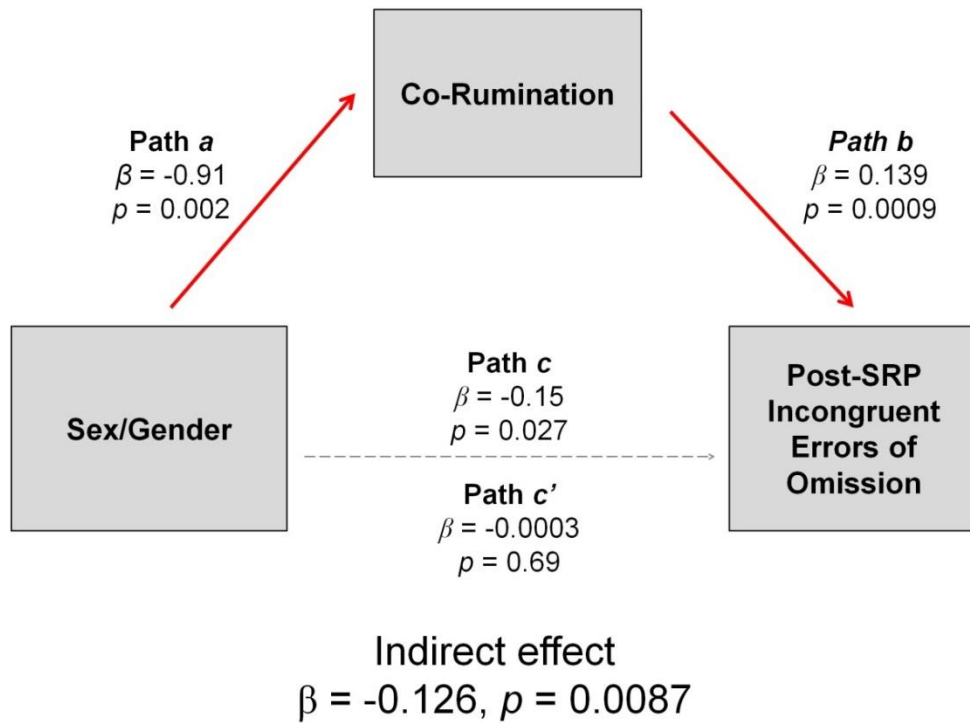 Co-Rumination
Path a
β = -0.91
p = 0.002
Path b
β = 0.139
p = 0.0009
Sex/Gender
Path c
β = -0.15
p = 0.027
Path c’
β = -0.0003
p = 0.69
Post-SRP
Incongruent
Errors of
Omission
Indirect effect
β = -0.126, p = 0.0087